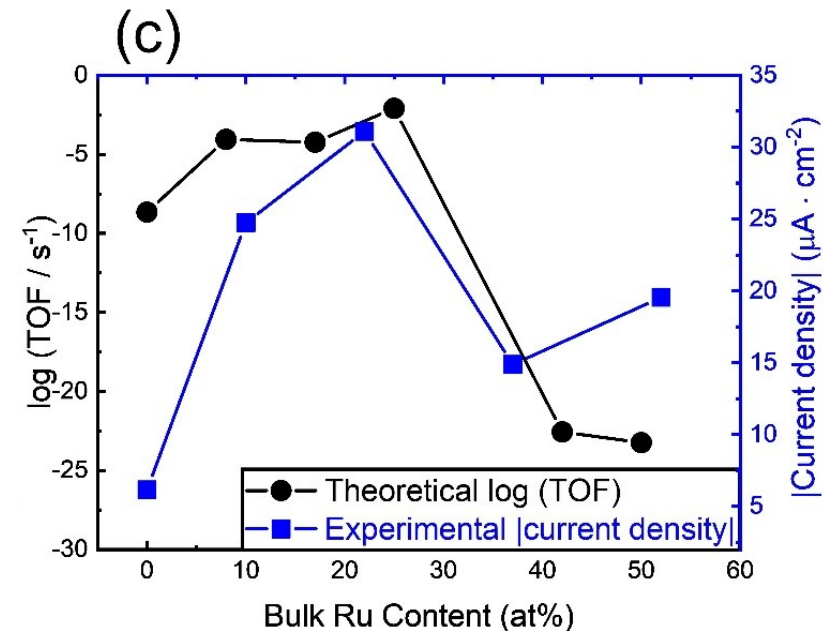 (c)
0
-5
-10
-15
-20
-25
-30
log (TOF / s⁻¹)
35
30
25
20
15
10
5
|Current density| (μA · cm⁻²)
Theoretical log (TOF)
Experimental |current density|
0 10 20 30 40 50 60
Bulk Ru Content (at%)